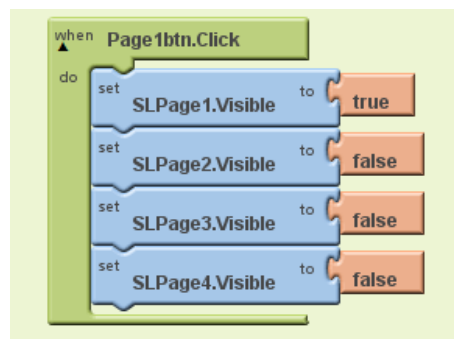 when Page1btn.Click
do
set SLPage1.Visible to true
set SLPage2.Visible to false
set SLPage3.Visible to false
set SLPage4.Visible to false